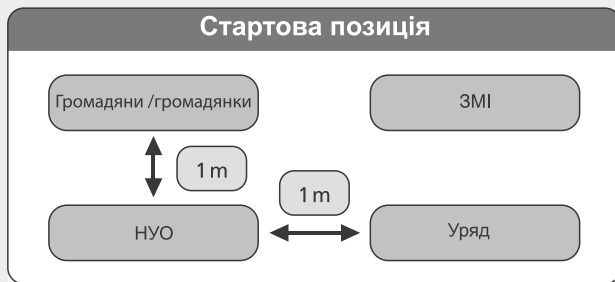 Стартова позиція
Громадяни /громадянки
ЗМІ
1 m
1 m
НУО
Уряд